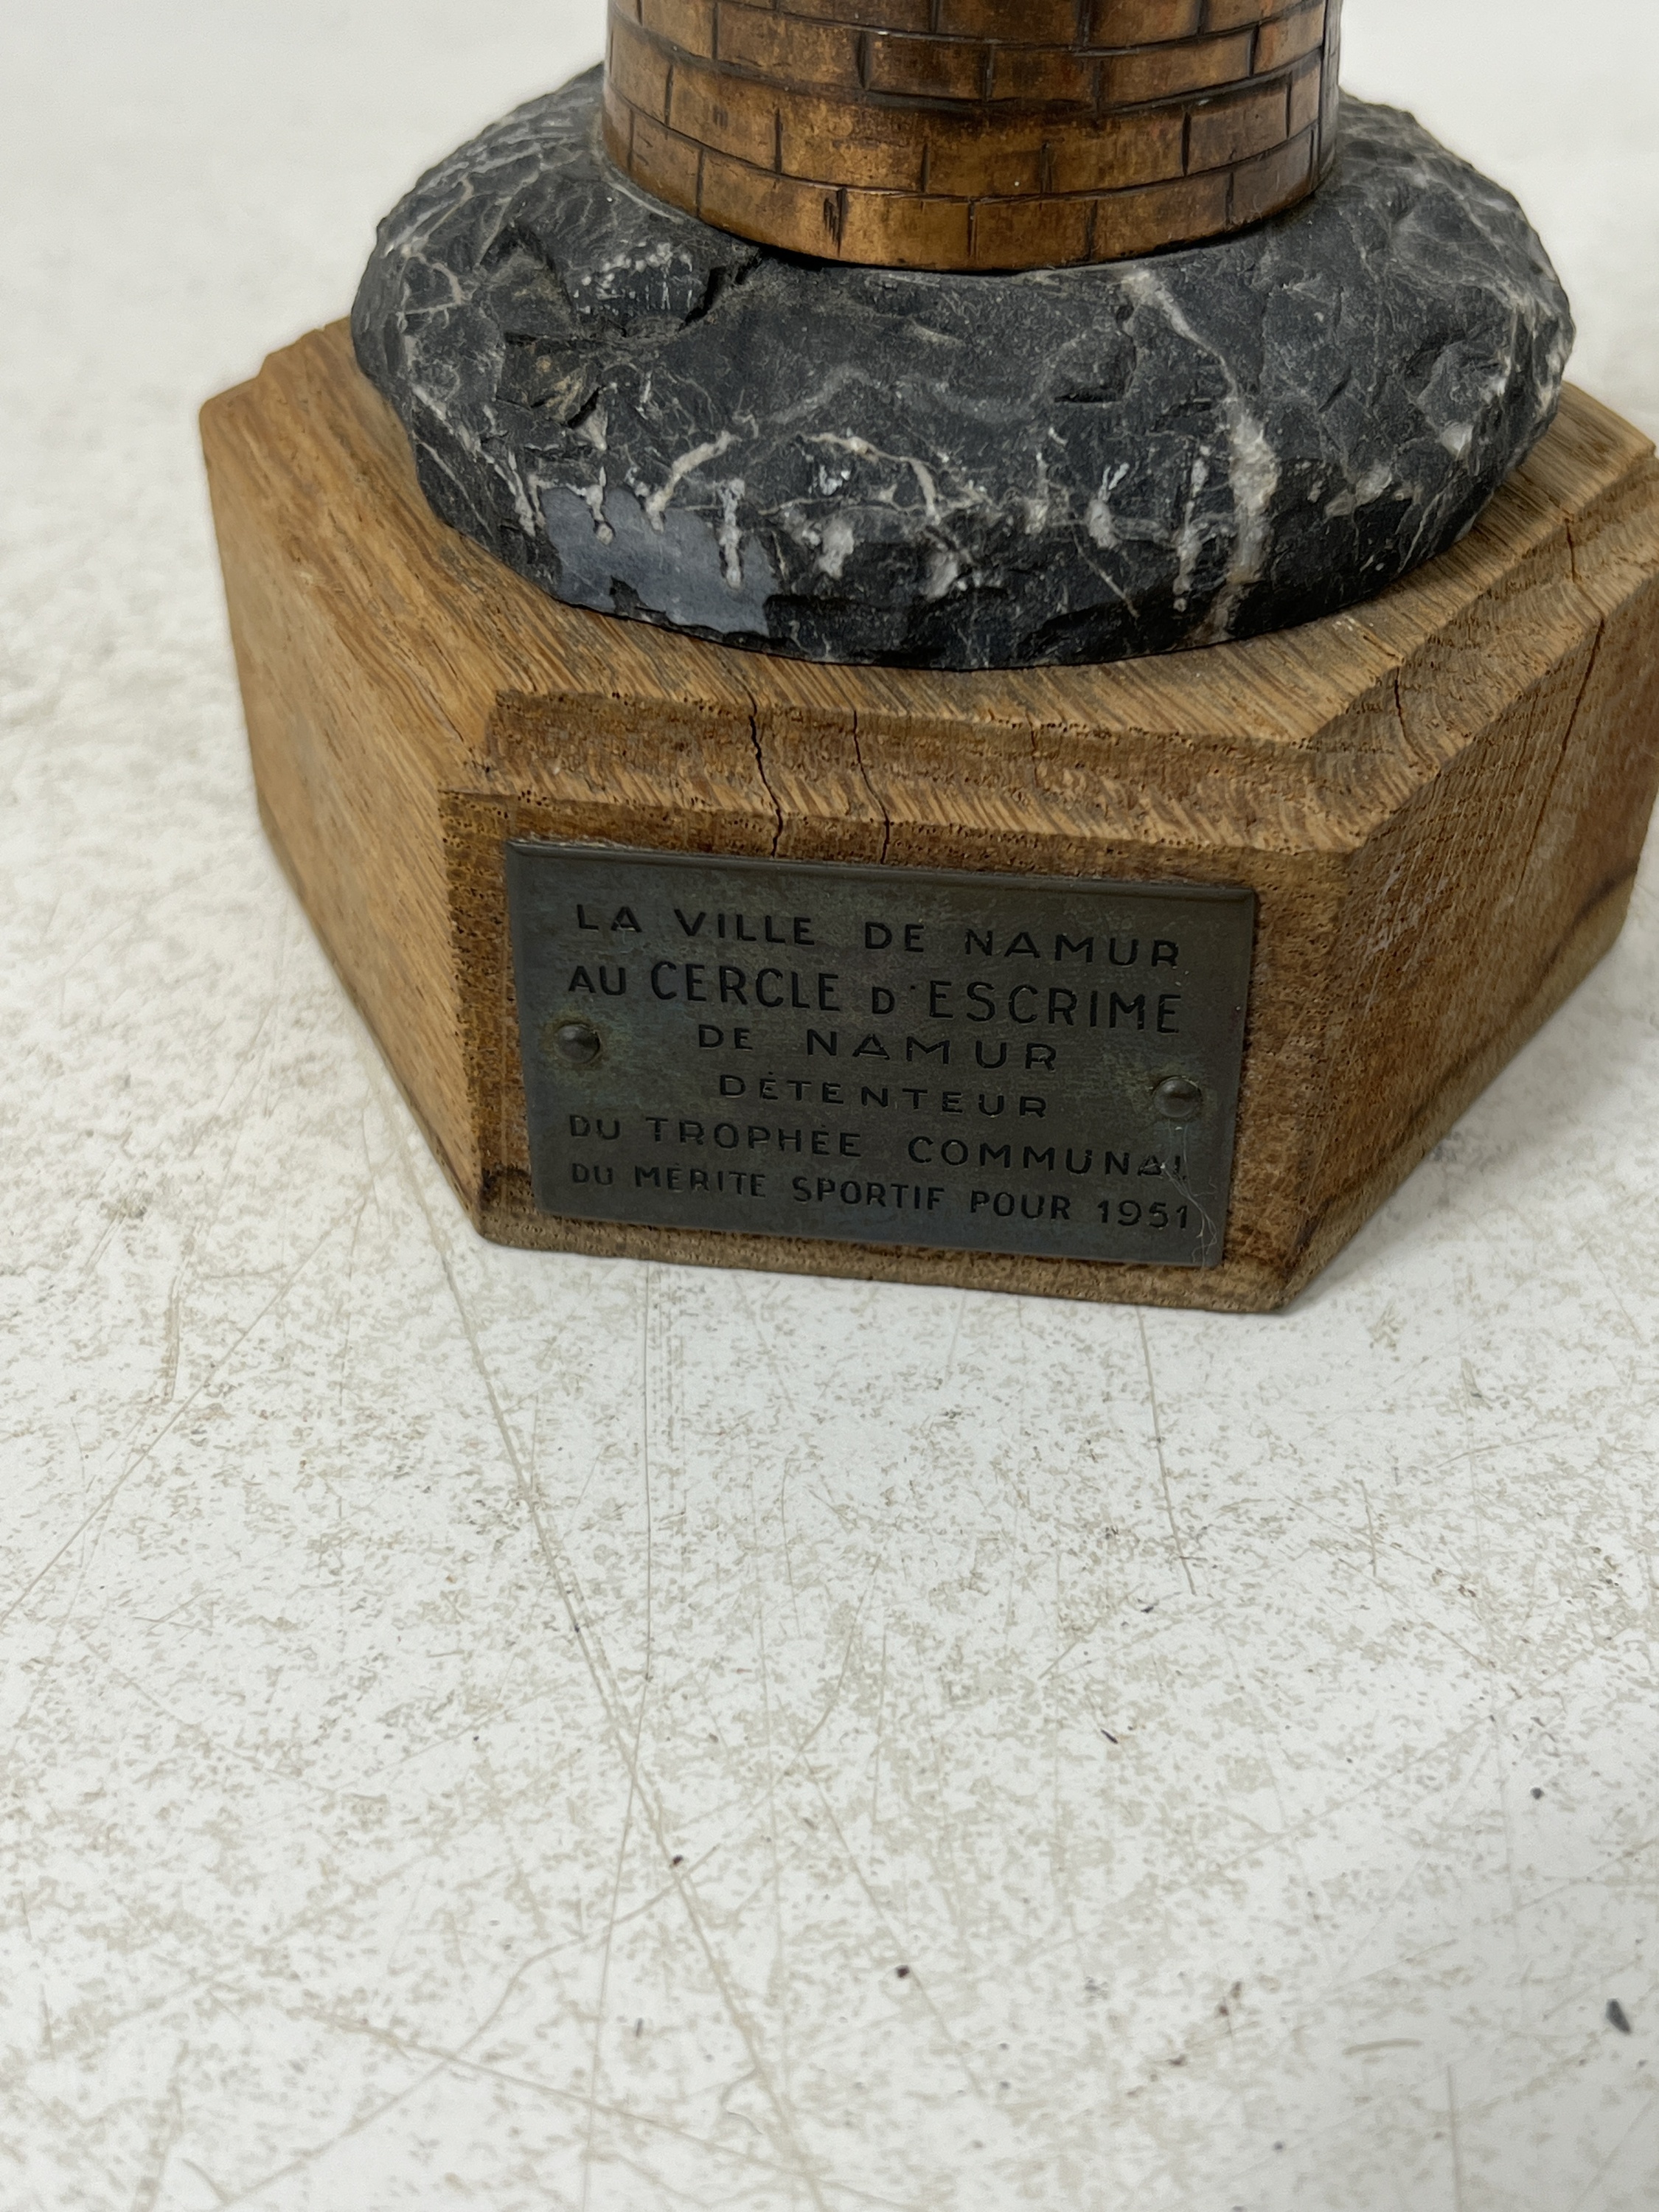 LA VILLE DE NAMUR
AU CERCLE D'ESCRIME
DE NAMUR
DÉTENTEUR
DU TROPHÉE COMMUNAL
DU MÉRITE SPORTIF POUR 1951